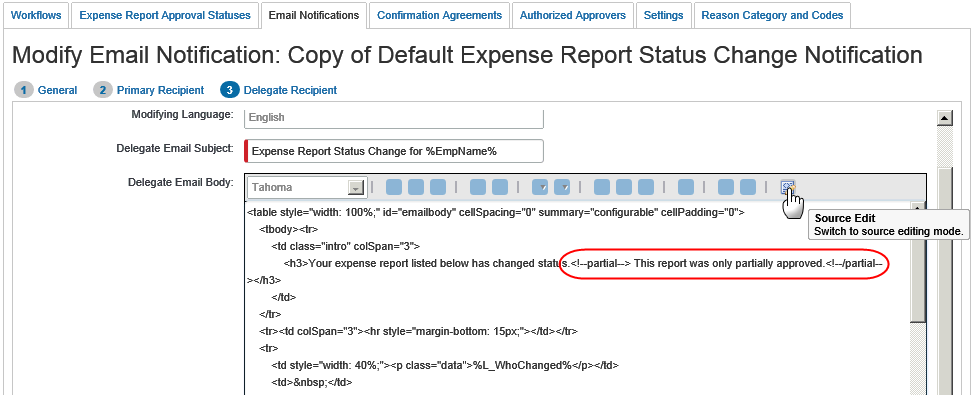 Workflows Expense Report Approval Statuses Email Notifications Confirmation Agreements Authorized Approvers Settings Reason Category and Codes
Modify Email Notification: Copy of Default Expense Report Status Change Notification
1 General 2 Primary Recipient 3 Delegate Recipient
Modifying Language: English
Delegate Email Subject: Expense Report Status Change for %EmpName%
Delegate Email Body: Tahoma
Source Edit
Switch to source editing mode.
<table style="width: 100%;" id="emailbody" cellSpacing="0" summary="configurable" cellPadding="0">
<tbody><tr>
<td class="intro" colSpan="3">
<h3>Your expense report listed below has changed status.<!--partial--> This report was only partially approved.<!--/partial--
></h3>
</td>
</tr>
<tr><td colSpan="3"><hr style="margin-bottom: 15px;"></td></tr>
<tr>
<td style="width: 40%;"><p class="data">%L_WhoChanged%</p></td>
<td>&nbsp;</td>